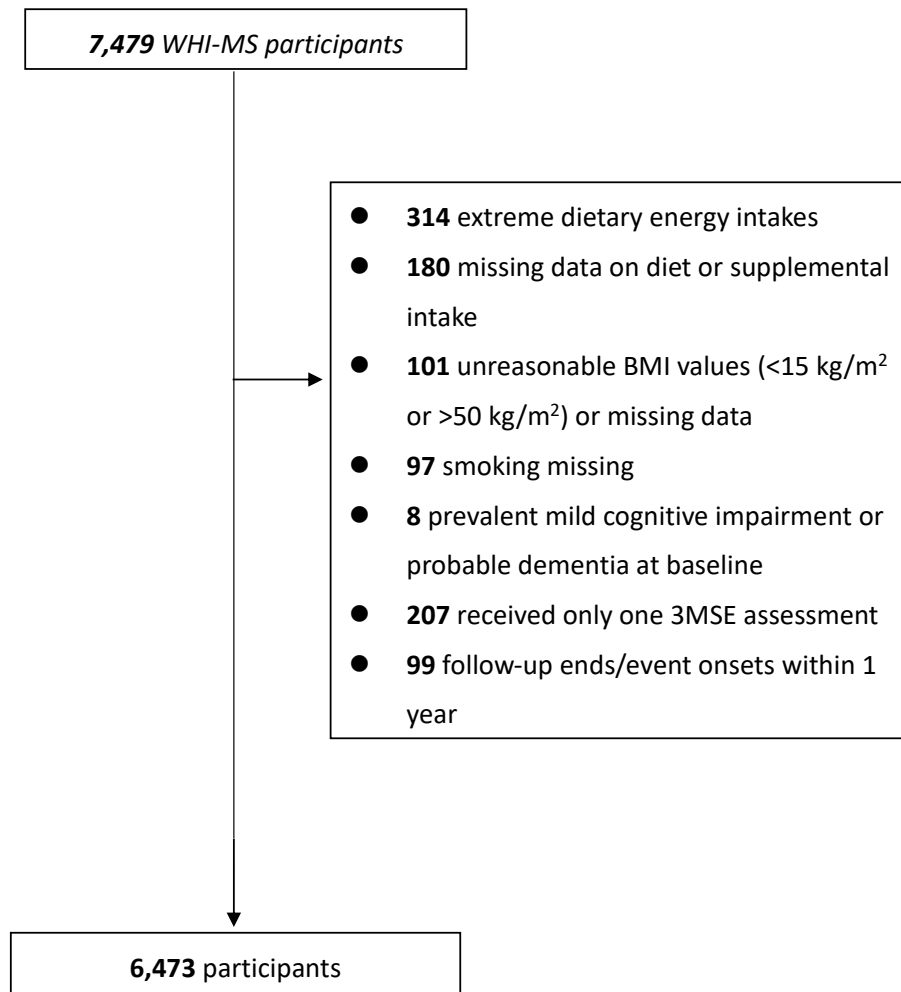 7,479 WHI-MS participants
● 314 extreme dietary energy intakes
● 180 missing data on diet or supplemental
intake
● 101 unreasonable BMI values (<15 kg/m²
or >50 kg/m²) or missing data
● 97 smoking missing
● 8 prevalent mild cognitive impairment or
probable dementia at baseline
● 207 received only one 3MSE assessment
● 99 follow-up ends/event onsets within 1
year
6,473 participants